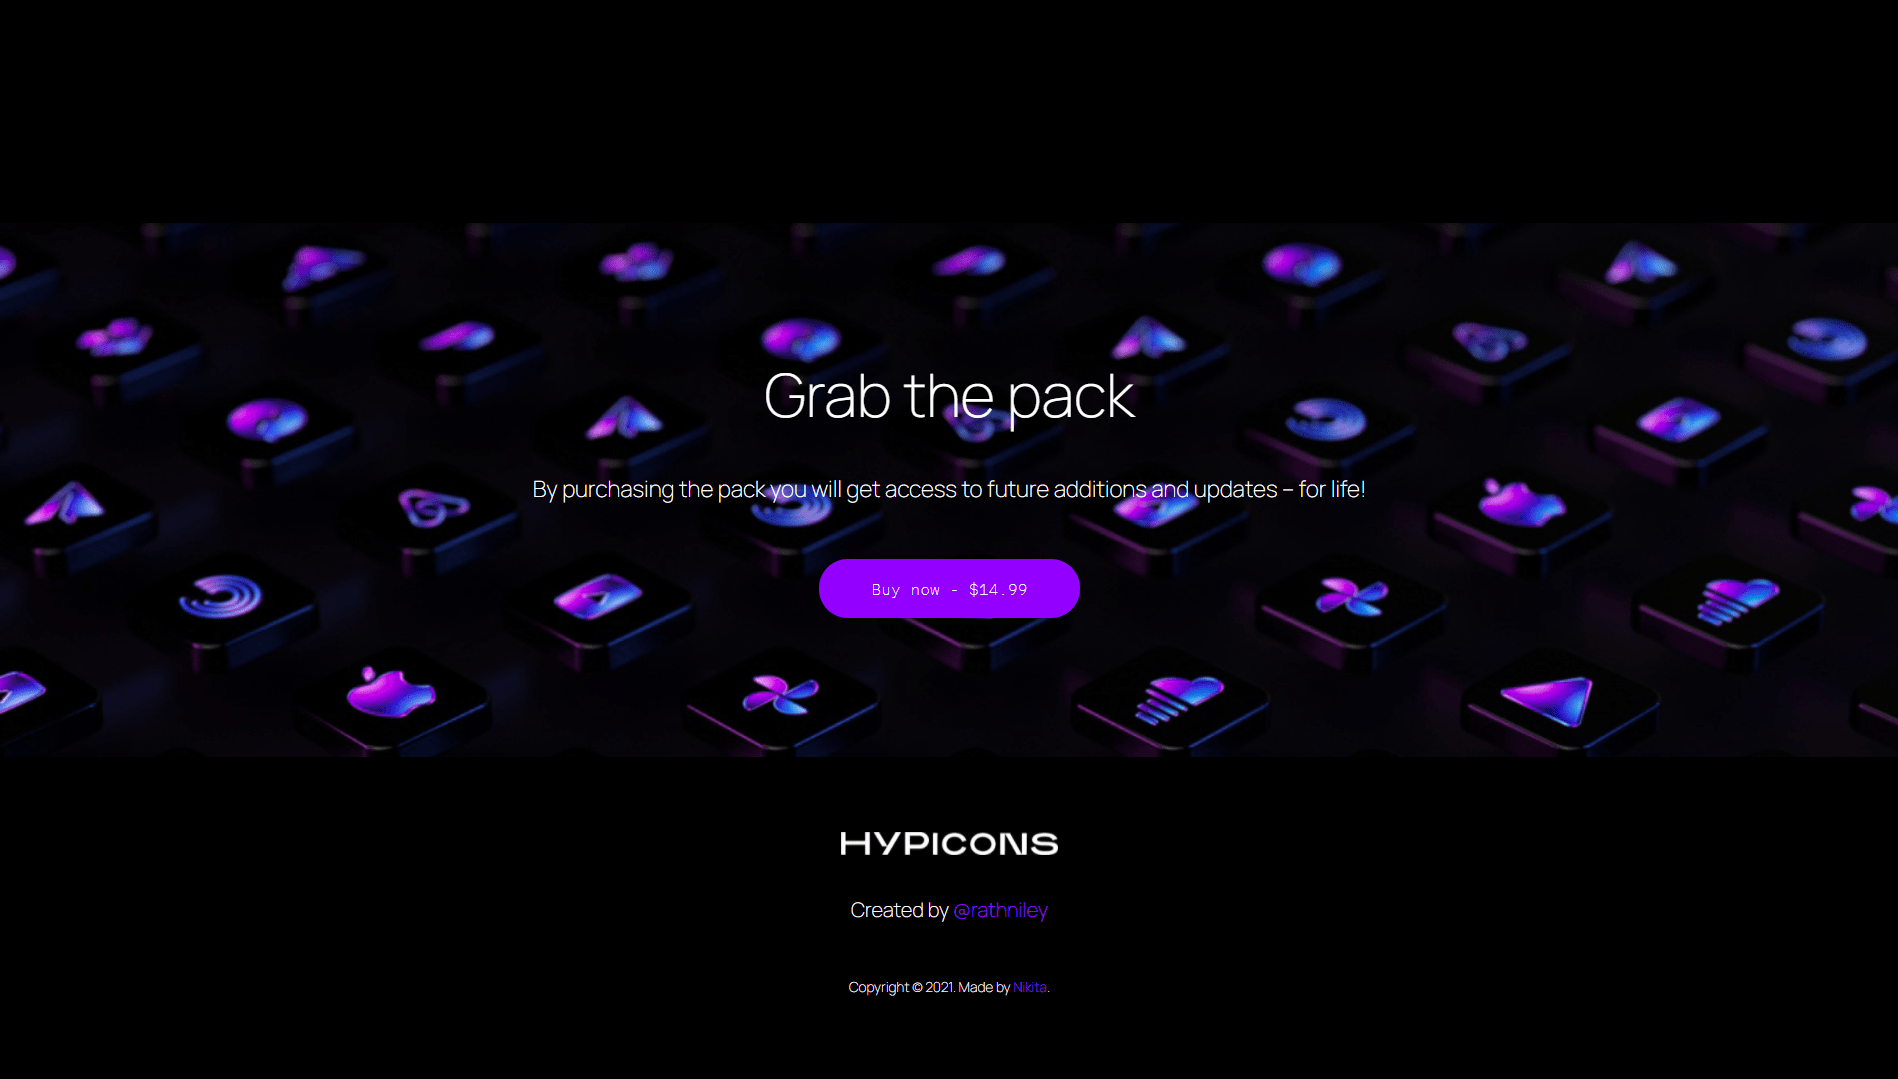 Grab the pack
By purchasing the pack you will get access to future additions and updates – for life!
Buy now - $14.99
HYPICONS
Created by @rathniley
Copyright © 2021. Made by Nikita.